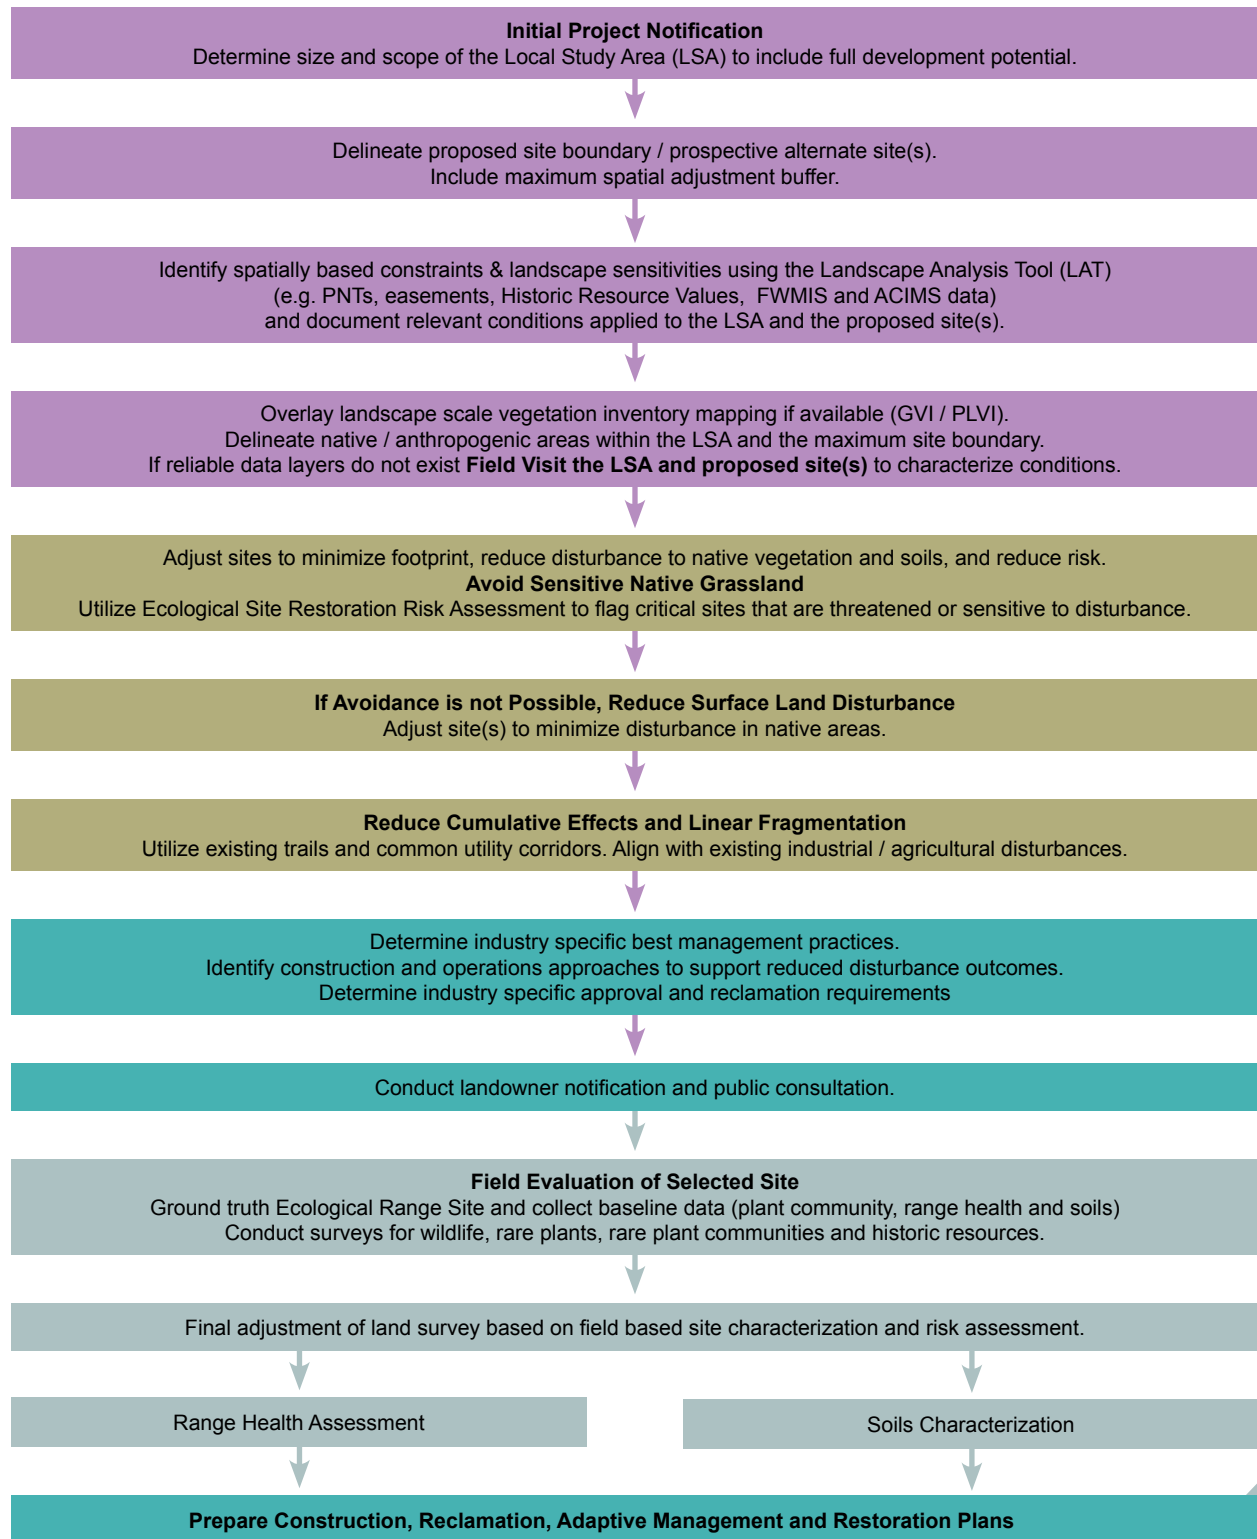 Initial Project Notification
Determine size and scope of the Local Study Area (LSA) to include full development potential.
Delineate proposed site boundary / prospective alternate site(s).
Include maximum spatial adjustment buffer.
Identify spatially based constraints & landscape sensitivities using the Landscape Analysis Tool (LAT)
(e.g. PNTs, easements, Historic Resource Values, FWMIS and ACIMS data)
and document relevant conditions applied to the LSA and the proposed site(s).
Overlay landscape scale vegetation inventory mapping if available (GVI / PLVI).
Delineate native / anthropogenic areas within the LSA and the maximum site boundary.
If reliable data layers do not exist Field Visit the LSA and proposed site(s) to characterize conditions.
Adjust sites to minimize footprint, reduce disturbance to native vegetation and soils, and reduce risk.
Avoid Sensitive Native Grassland
Utilize Ecological Site Restoration Risk Assessment to flag critical sites that are threatened or sensitive to disturbance.
If Avoidance is not Possible, Reduce Surface Land Disturbance
Adjust site(s) to minimize disturbance in native areas.
Reduce Cumulative Effects and Linear Fragmentation
Utilize existing trails and common utility corridors. Align with existing industrial / agricultural disturbances.
Determine industry specific best management practices.
Identify construction and operations approaches to support reduced disturbance outcomes.
Determine industry specific approval and reclamation requirements
Conduct landowner notification and public consultation.
Field Evaluation of Selected Site
Ground truth Ecological Range Site and collect baseline data (plant community, range health and soils)
Conduct surveys for wildlife, rare plants, rare plant communities and historic resources.
Final adjustment of land survey based on field based site characterization and risk assessment.
Range Health Assessment
Soils Characterization
Prepare Construction, Reclamation, Adaptive Management and Restoration Plans